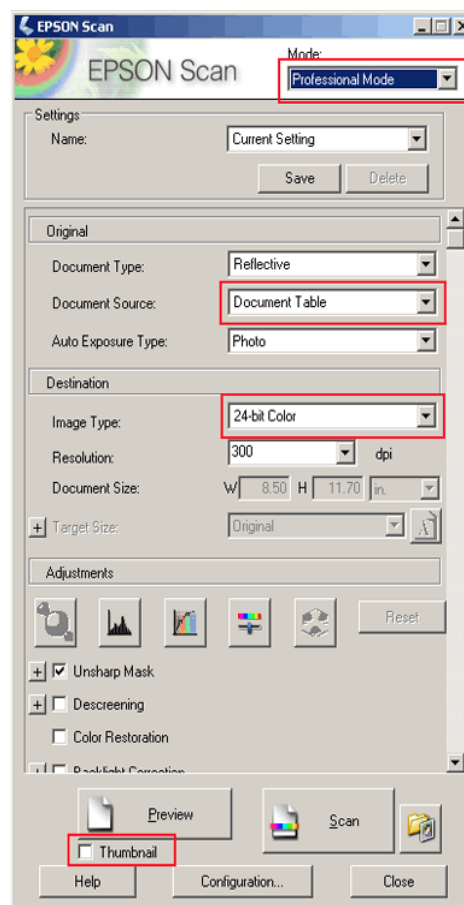 EPSON Scan
EPSON Scan
Mode:
Professional Mode
Settings
Name: Current Setting
Save Delete
Original
Document Type: Reflective
Document Source: Document Table
Auto Exposure Type: Photo
Destination
Image Type: 24-bit Color
Resolution: 300 dpi
Document Size: W 8.50 H 11.70 in.
+ Target Size: Original A
Adjustments
Reset
+ Unsharp Mask
+ Descreening
Color Restoration
+ Backlight Correction
Preview Scan
Thumbnail
Help Configuration... Close